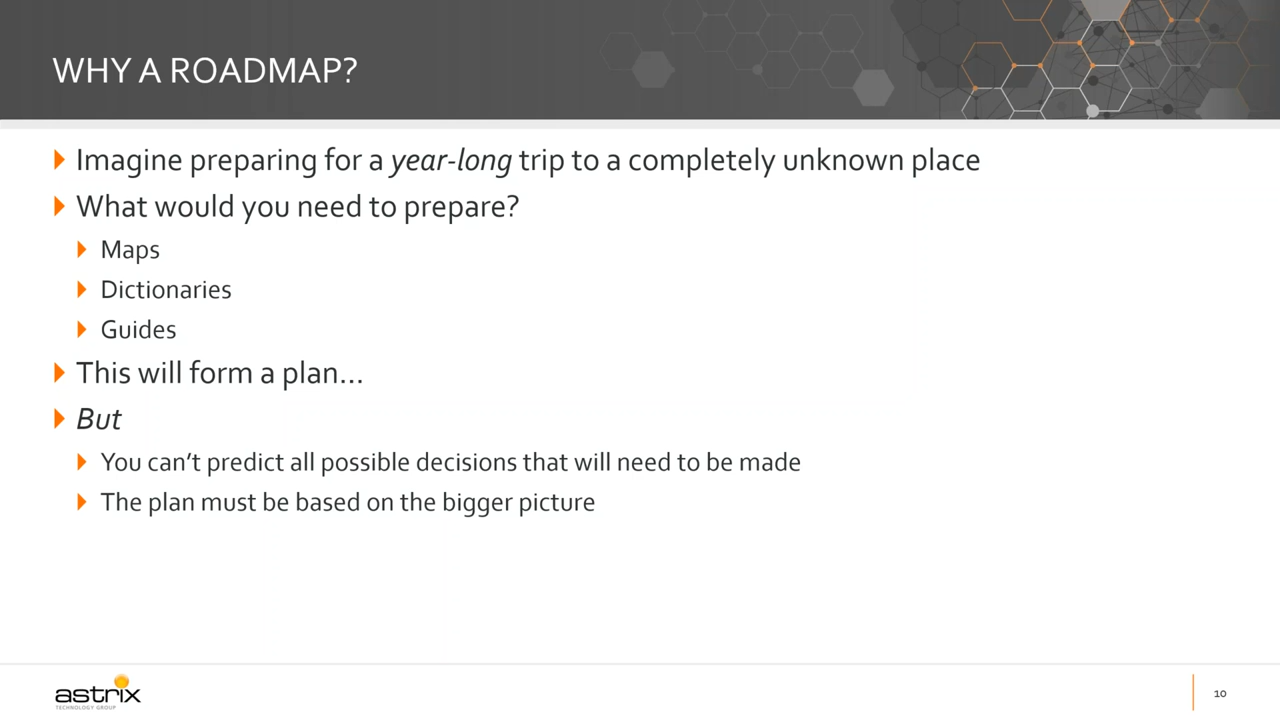 WHY A ROADMAP?
Imagine preparing for a year-long trip to a completely unknown place
What would you need to prepare?
Maps
Dictionaries
Guides
This will form a plan...
But
You can't predict all possible decisions that will need to be made
The plan must be based on the bigger picture
astrix
TECHNOLOGY GROUP
10